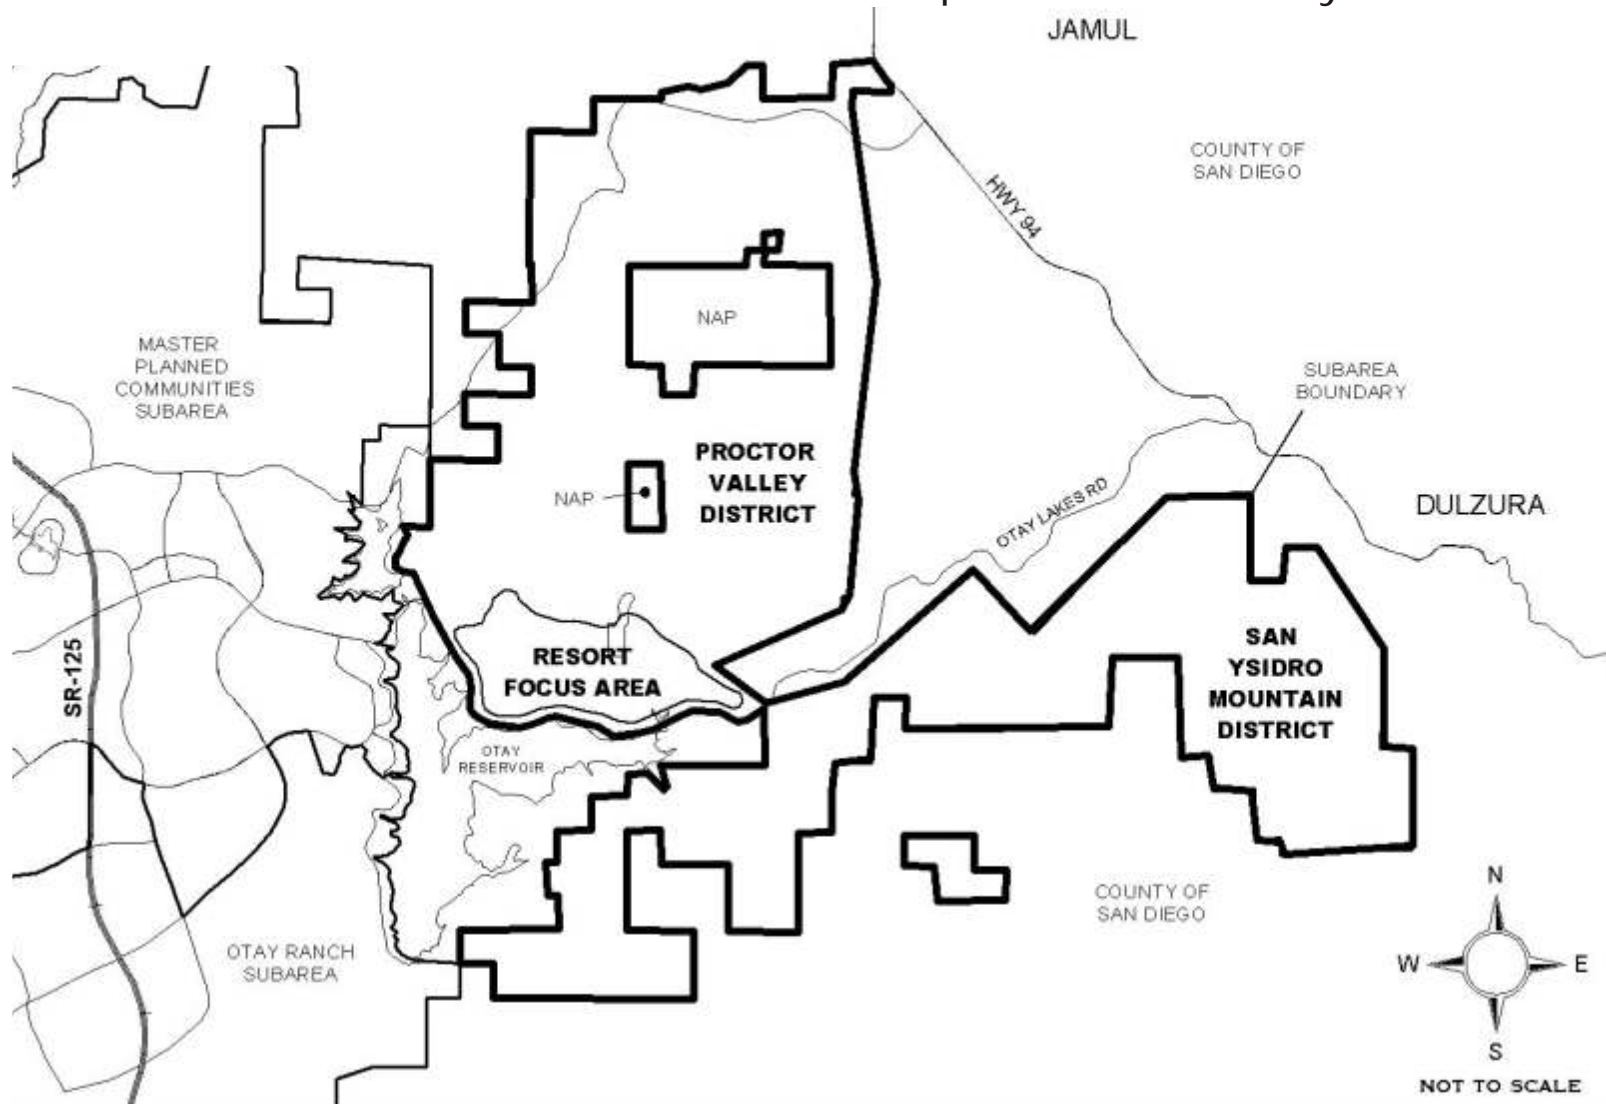 JAMUL
COUNTY OF
SAN DIEGO
HWY 94
NAP
MASTER
PLANNED
COMMUNITIES
SUBAREA
SUBAREA
BOUNDARY
PROCTOR
VALLEY
DISTRICT
NAP
OTAY LAKES RD
DULZURA
SR-125
RESORT
FOCUS AREA
SAN
YSIDRO
MOUNTAIN
DISTRICT
OTAY
RESERVOIR
COUNTY OF
SAN DIEGO
OTAY RANCH
SUBAREA
N
W
E
S
NOT TO SCALE